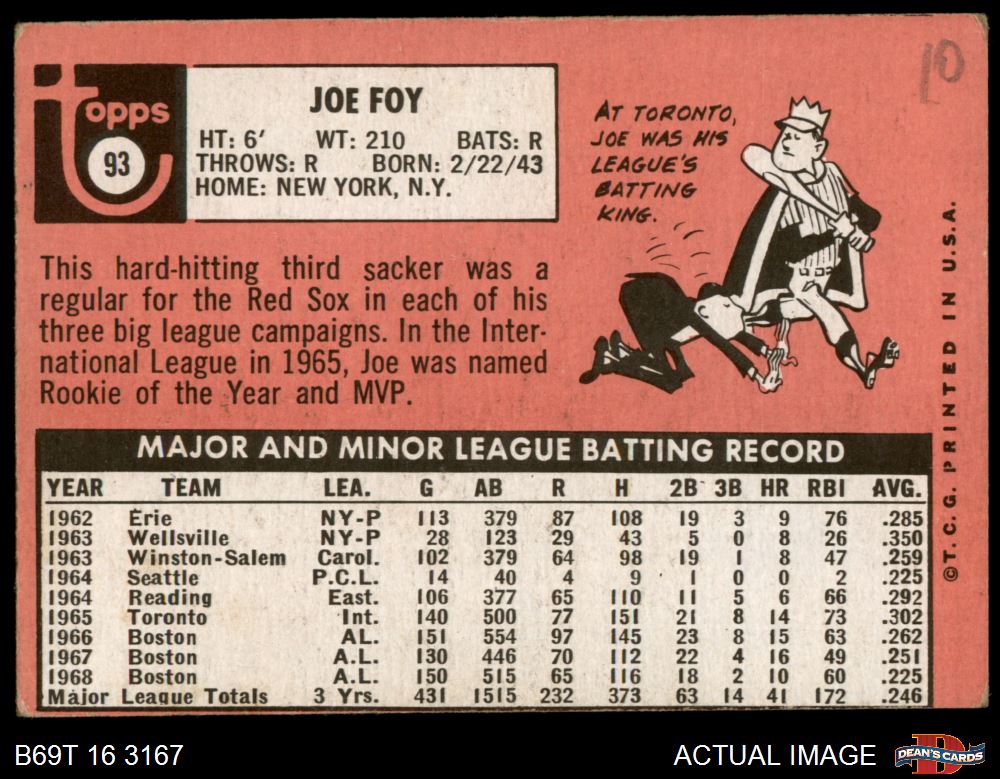 Topps
93
JOE FOY
HT: 6' WT: 210 BATS: R
THROWS: R BORN: 2/22/43
HOME: NEW YORK, N.Y.
10
AT TORONTO,
JOE WAS HIS
LEAGUE'S
BATTING
KING.
This hard-hitting third sacker was a
regular for the Red Sox in each of his
three big league campaigns. In the Inter-
national League in 1965, Joe was named
Rookie of the Year and MVP.
©T. C. G. PRINTED IN U.S.A.
MAJOR AND MINOR LEAGUE BATTING RECORD
YEAR TEAM LEA. G AB R H 2B 3B HR RBI AVG.
1962 Erie NY-P 113 379 87 108 19 3 9 76 .285
1963 Wellsville NY-P 28 123 29 43 5 0 8 26 .350
1963 Winston-Salem Carol. 102 379 64 98 19 1 8 47 .259
1964 Seattle P.C.L. 14 40 4 9 1 0 0 2 .225
1964 Reading East. 106 377 65 110 11 5 6 66 .292
1965 Toronto Int. 140 500 77 151 21 8 14 73 .302
1966 Boston AL. 151 554 97 145 23 8 15 63 .262
1967 Boston A.L. 130 446 70 112 22 4 16 49 .251
1968 Boston A.L. 150 515 65 116 18 2 10 60 .225
Major League Totals 3 Yrs. 431 1515 232 373 63 14 41 172 .246
B69T 16 3167
ACTUAL IMAGE
DEAN'S CARDS